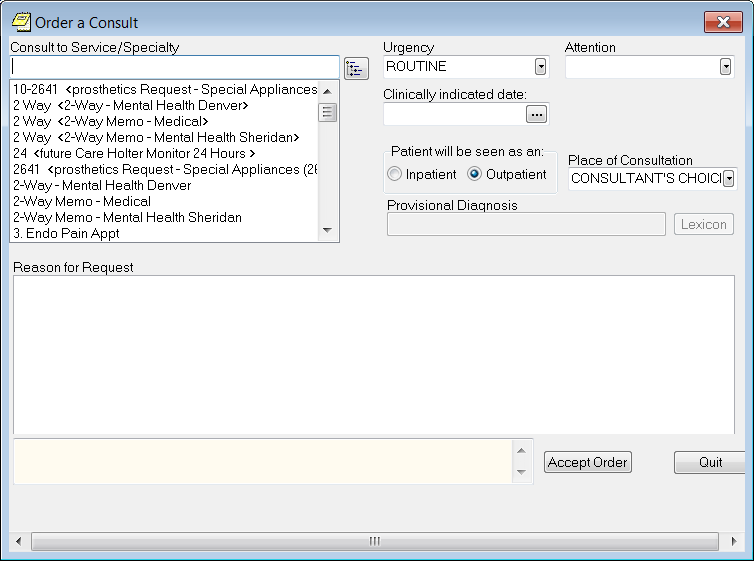 Order a Consult
Consult to Service/Specialty
10-2641 <prosthetics Request - Special Appliances
2 Way <2-Way - Mental Health Denver>
2 Way <2-Way Memo - Medical>
2 Way <2-Way Memo - Mental Health Sheridan>
24 <future Care Holter Monitor 24 Hours >
2641 <prosthetics Request - Special Appliances (26
2-Way - Mental Health Denver
2-Way Memo - Medical
2-Way Memo - Mental Health Sheridan
3. Endo Pain Appt
Urgency
ROUTINE
Attention
Clinically indicated date:
...
Patient will be seen as an:
Inpatient
Outpatient
Place of Consultation
CONSULTANT'S CHOICI
Provisional Diagnosis
Lexicon
Reason for Request
Accept Order
Quit